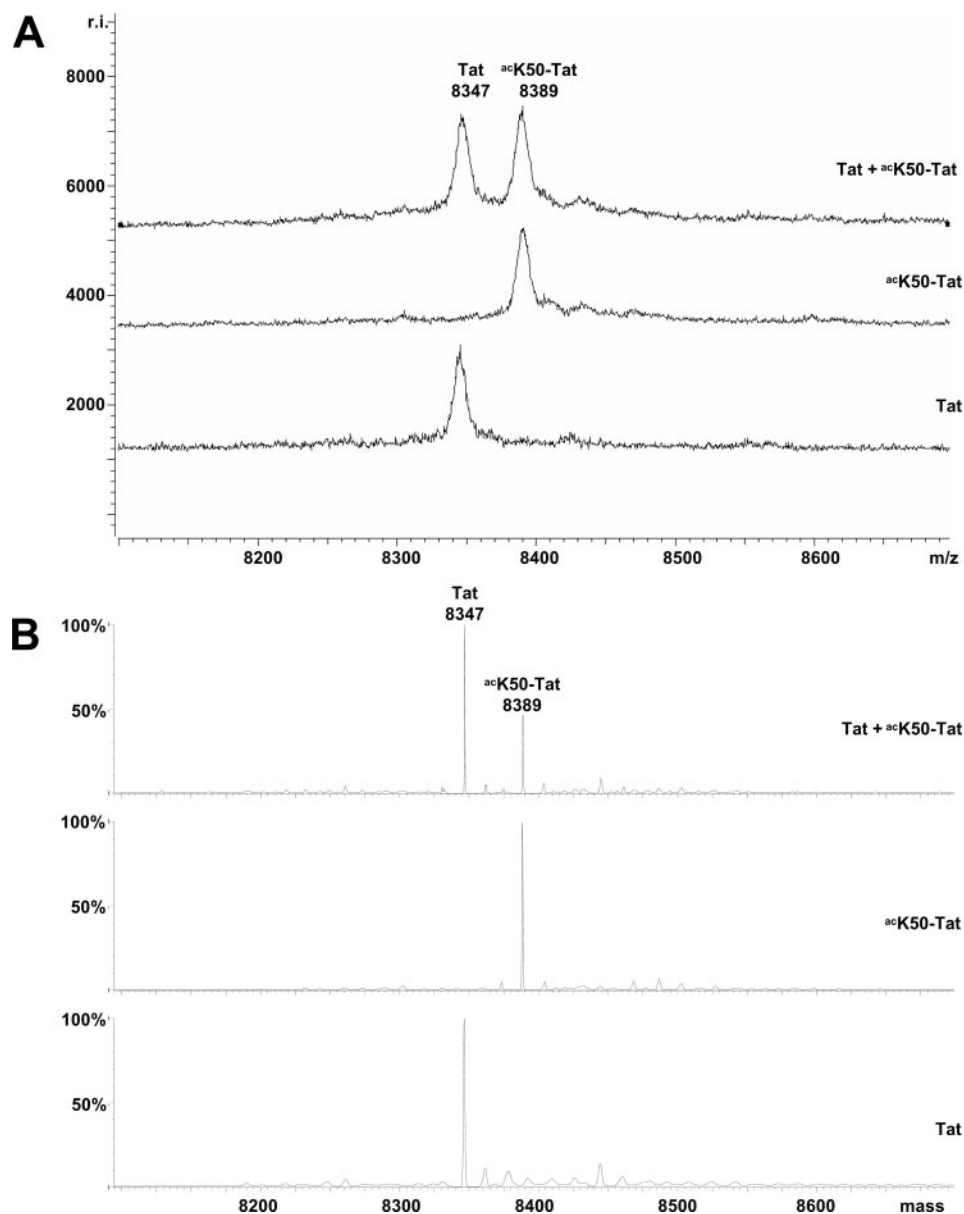 A
r.i.
8000
6000
4000
2000
Tat acK50-Tat
8347 8389
Tat + acK50-Tat
acK50-Tat
Tat
8200 8300 8400 8500 8600 m/z
B
Tat
8347
100%
acK50-Tat
8389
50%
Tat + acK50-Tat
100%
50%
acK50-Tat
100%
50%
Tat
8200 8300 8400 8500 8600 mass